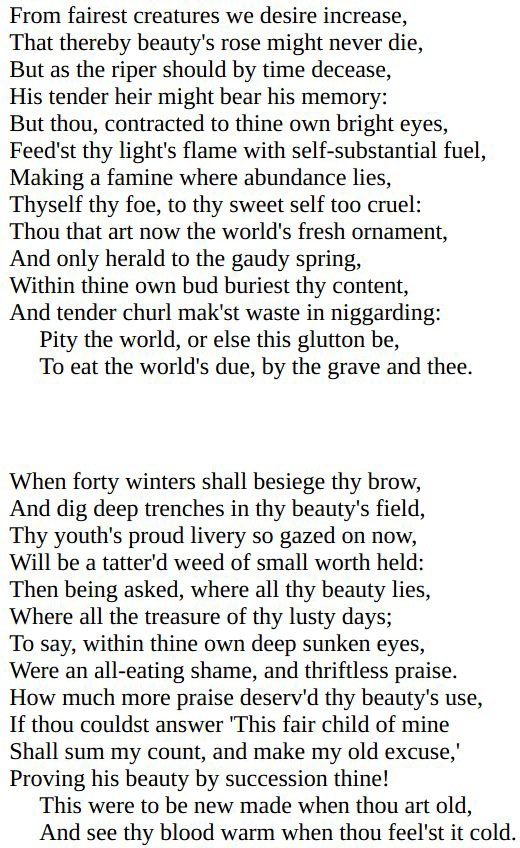 From fairest creatures we desire increase,
That thereby beauty's rose might never die,
But as the riper should by time decease,
His tender heir might bear his memory:
But thou, contracted to thine own bright eyes,
Feed'st thy light's flame with self-substantial fuel,
Making a famine where abundance lies,
Thyself thy foe, to thy sweet self too cruel:
Thou that art now the world's fresh ornament,
And only herald to the gaudy spring,
Within thine own bud buriest thy content,
And tender churl mak'st waste in niggarding:
Pity the world, or else this glutton be,
To eat the world's due, by the grave and thee.
When forty winters shall besiege thy brow,
And dig deep trenches in thy beauty's field,
Thy youth's proud livery so gazed on now,
Will be a tatter'd weed of small worth held:
Then being asked, where all thy beauty lies,
Where all the treasure of thy lusty days;
To say, within thine own deep sunken eyes,
Were an all-eating shame, and thriftless praise.
How much more praise deserv'd thy beauty's use,
If thou couldst answer 'This fair child of mine
Shall sum my count, and make my old excuse,'
Proving his beauty by succession thine!
This were to be new made when thou art old,
And see thy blood warm when thou feel'st it cold.